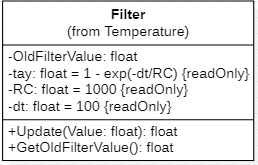 Filter
(from Temperature)
-OldFilterValue: float
-tay: float = 1 - exp(-dt/RC) {readOnly}
-RC: float = 1000 {readOnly}
-dt: float = 100 {readOnly}
+Update(Value: float): float
+GetOldFilterValue(): float